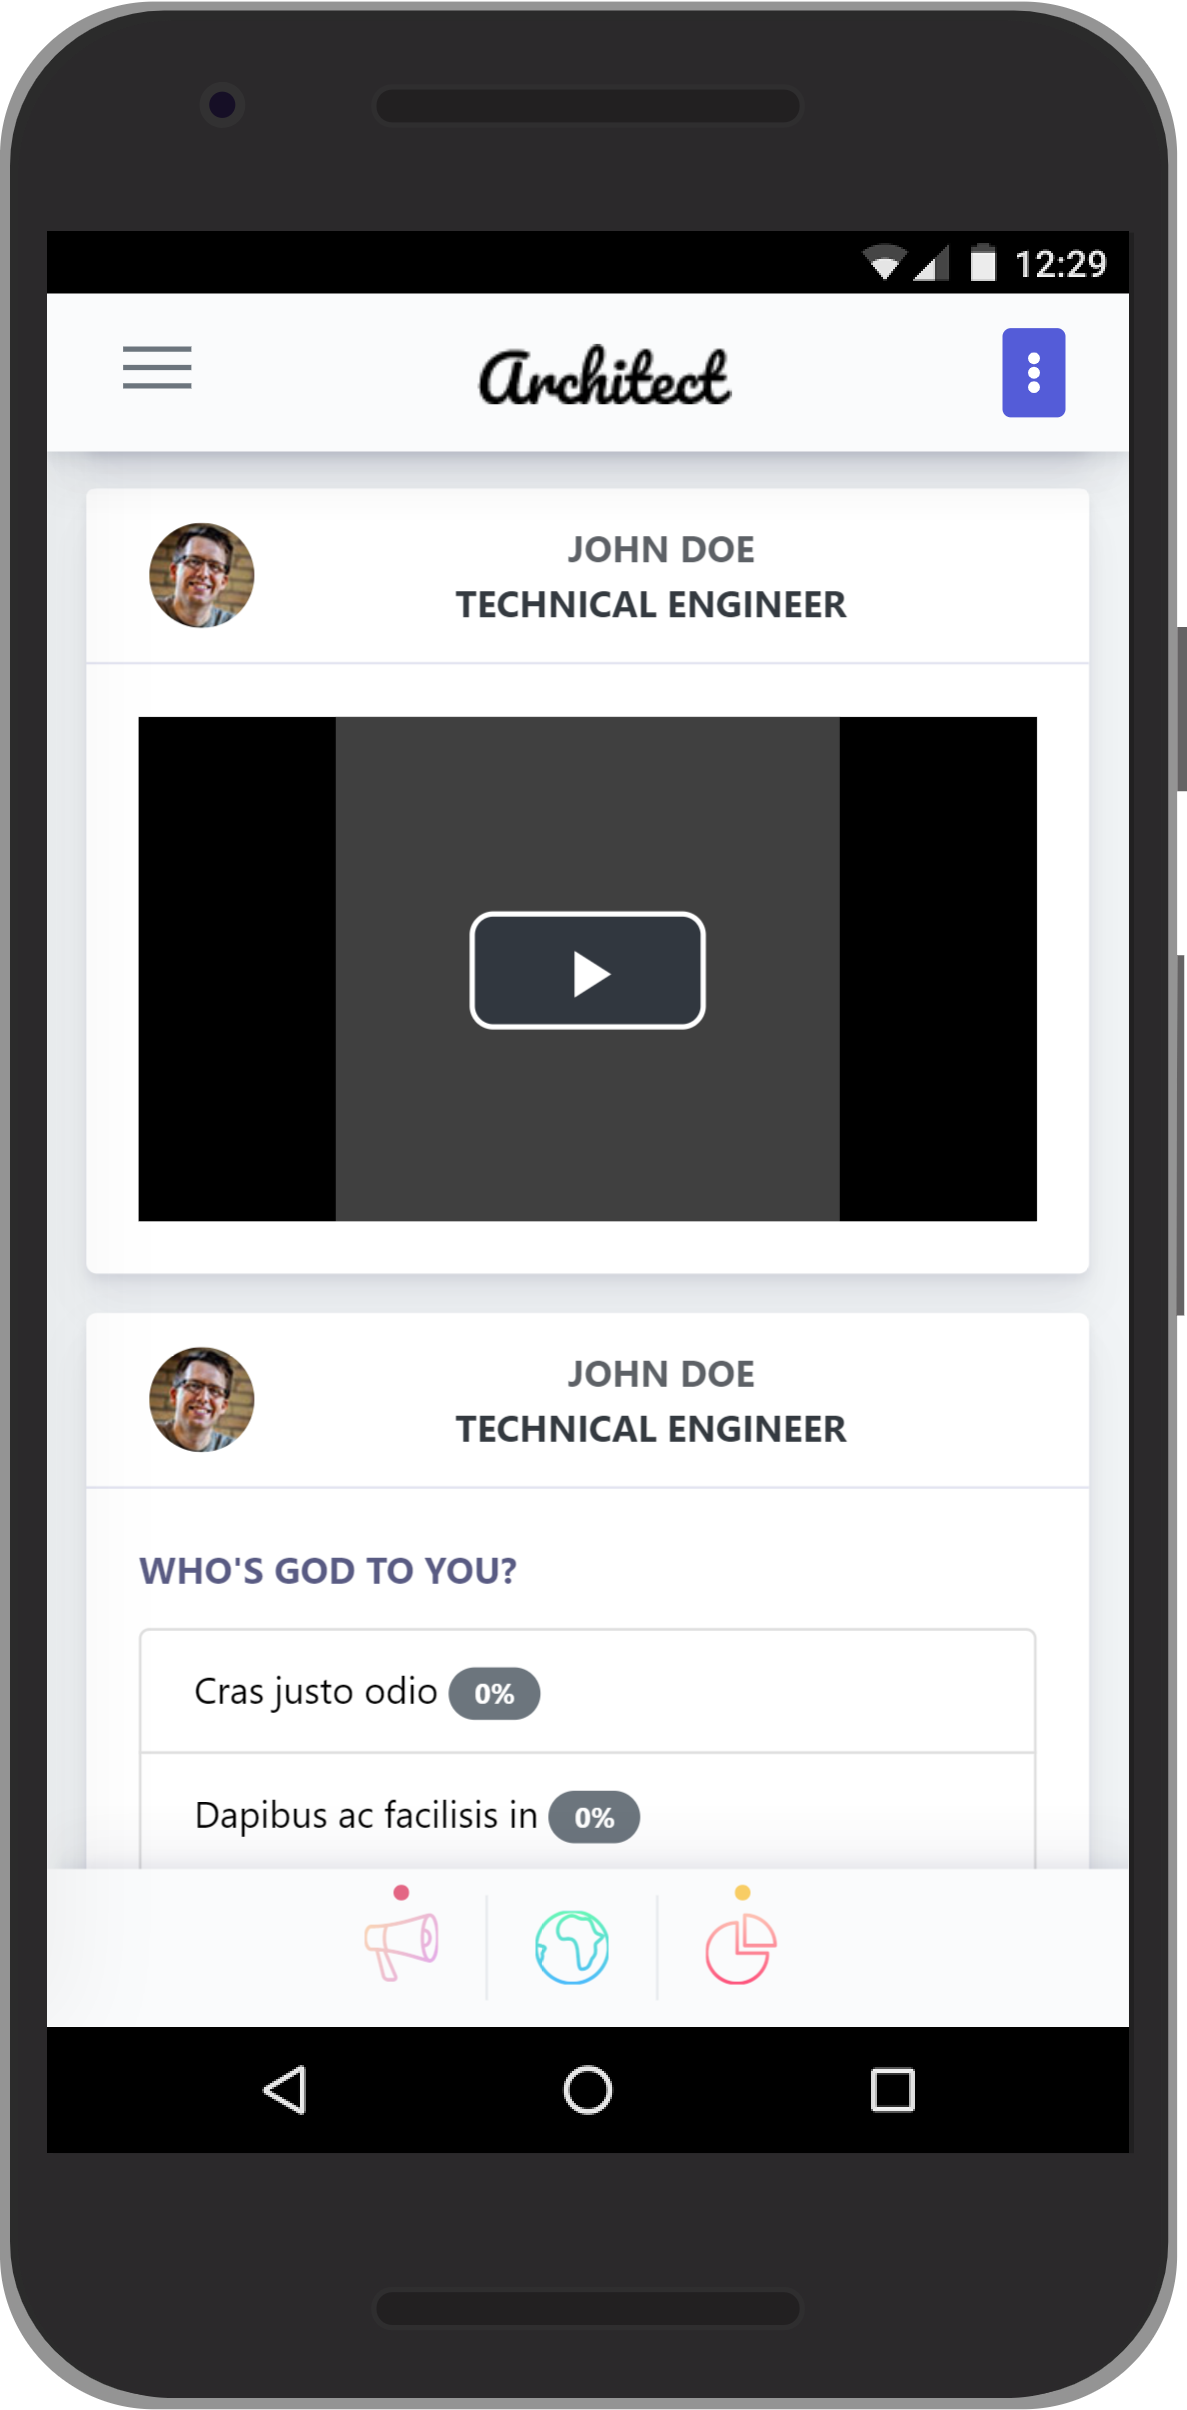 12:29
Architect
JOHN DOE
TECHNICAL ENGINEER
JOHN DOE
TECHNICAL ENGINEER
WHO'S GOD TO YOU?
Cras justo odio 0%
Dapibus ac facilisis in 0%